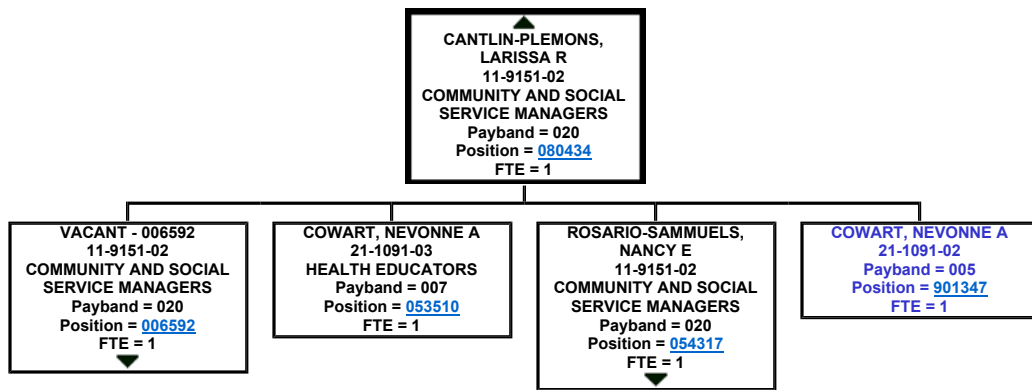 CANTLIN-PLEMONS,
LARISSA R
11-9151-02
COMMUNITY AND SOCIAL
SERVICE MANAGERS
Payband = 020
Position = 080434
FTE = 1
VACANT - 006592
11-9151-02
COMMUNITY AND SOCIAL
SERVICE MANAGERS
Payband = 020
Position = 006592
FTE = 1
COWART, NEVONNE A
21-1091-03
HEALTH EDUCATORS
Payband = 007
Position = 053510
FTE = 1
ROSARIO-SAMMUELS,
NANCY E
11-9151-02
COMMUNITY AND SOCIAL
SERVICE MANAGERS
Payband = 020
Position = 054317
FTE = 1
COWART, NEVONNE A
21-1091-02
Payband = 005
Position = 901347
FTE = 1